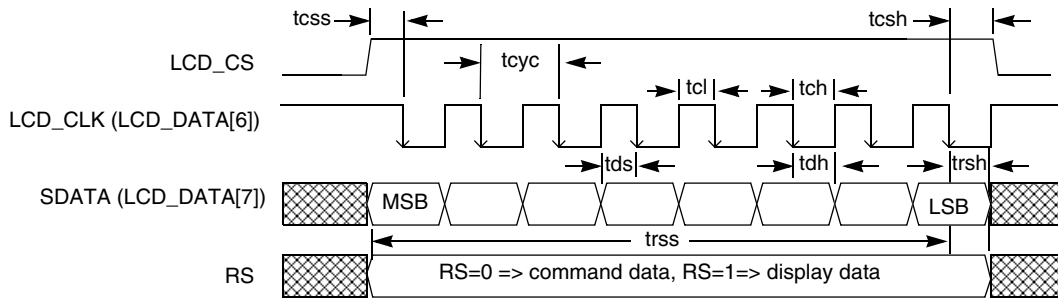 tcss
tcsh
LCD_CS
tcyc
tcl
tch
LCD_CLK (LCD_DATA[6])
tds
tdh
trsh
SDATA (LCD_DATA[7])
MSB
LSB
trss
RS
RS=0 => command data, RS=1=> display data